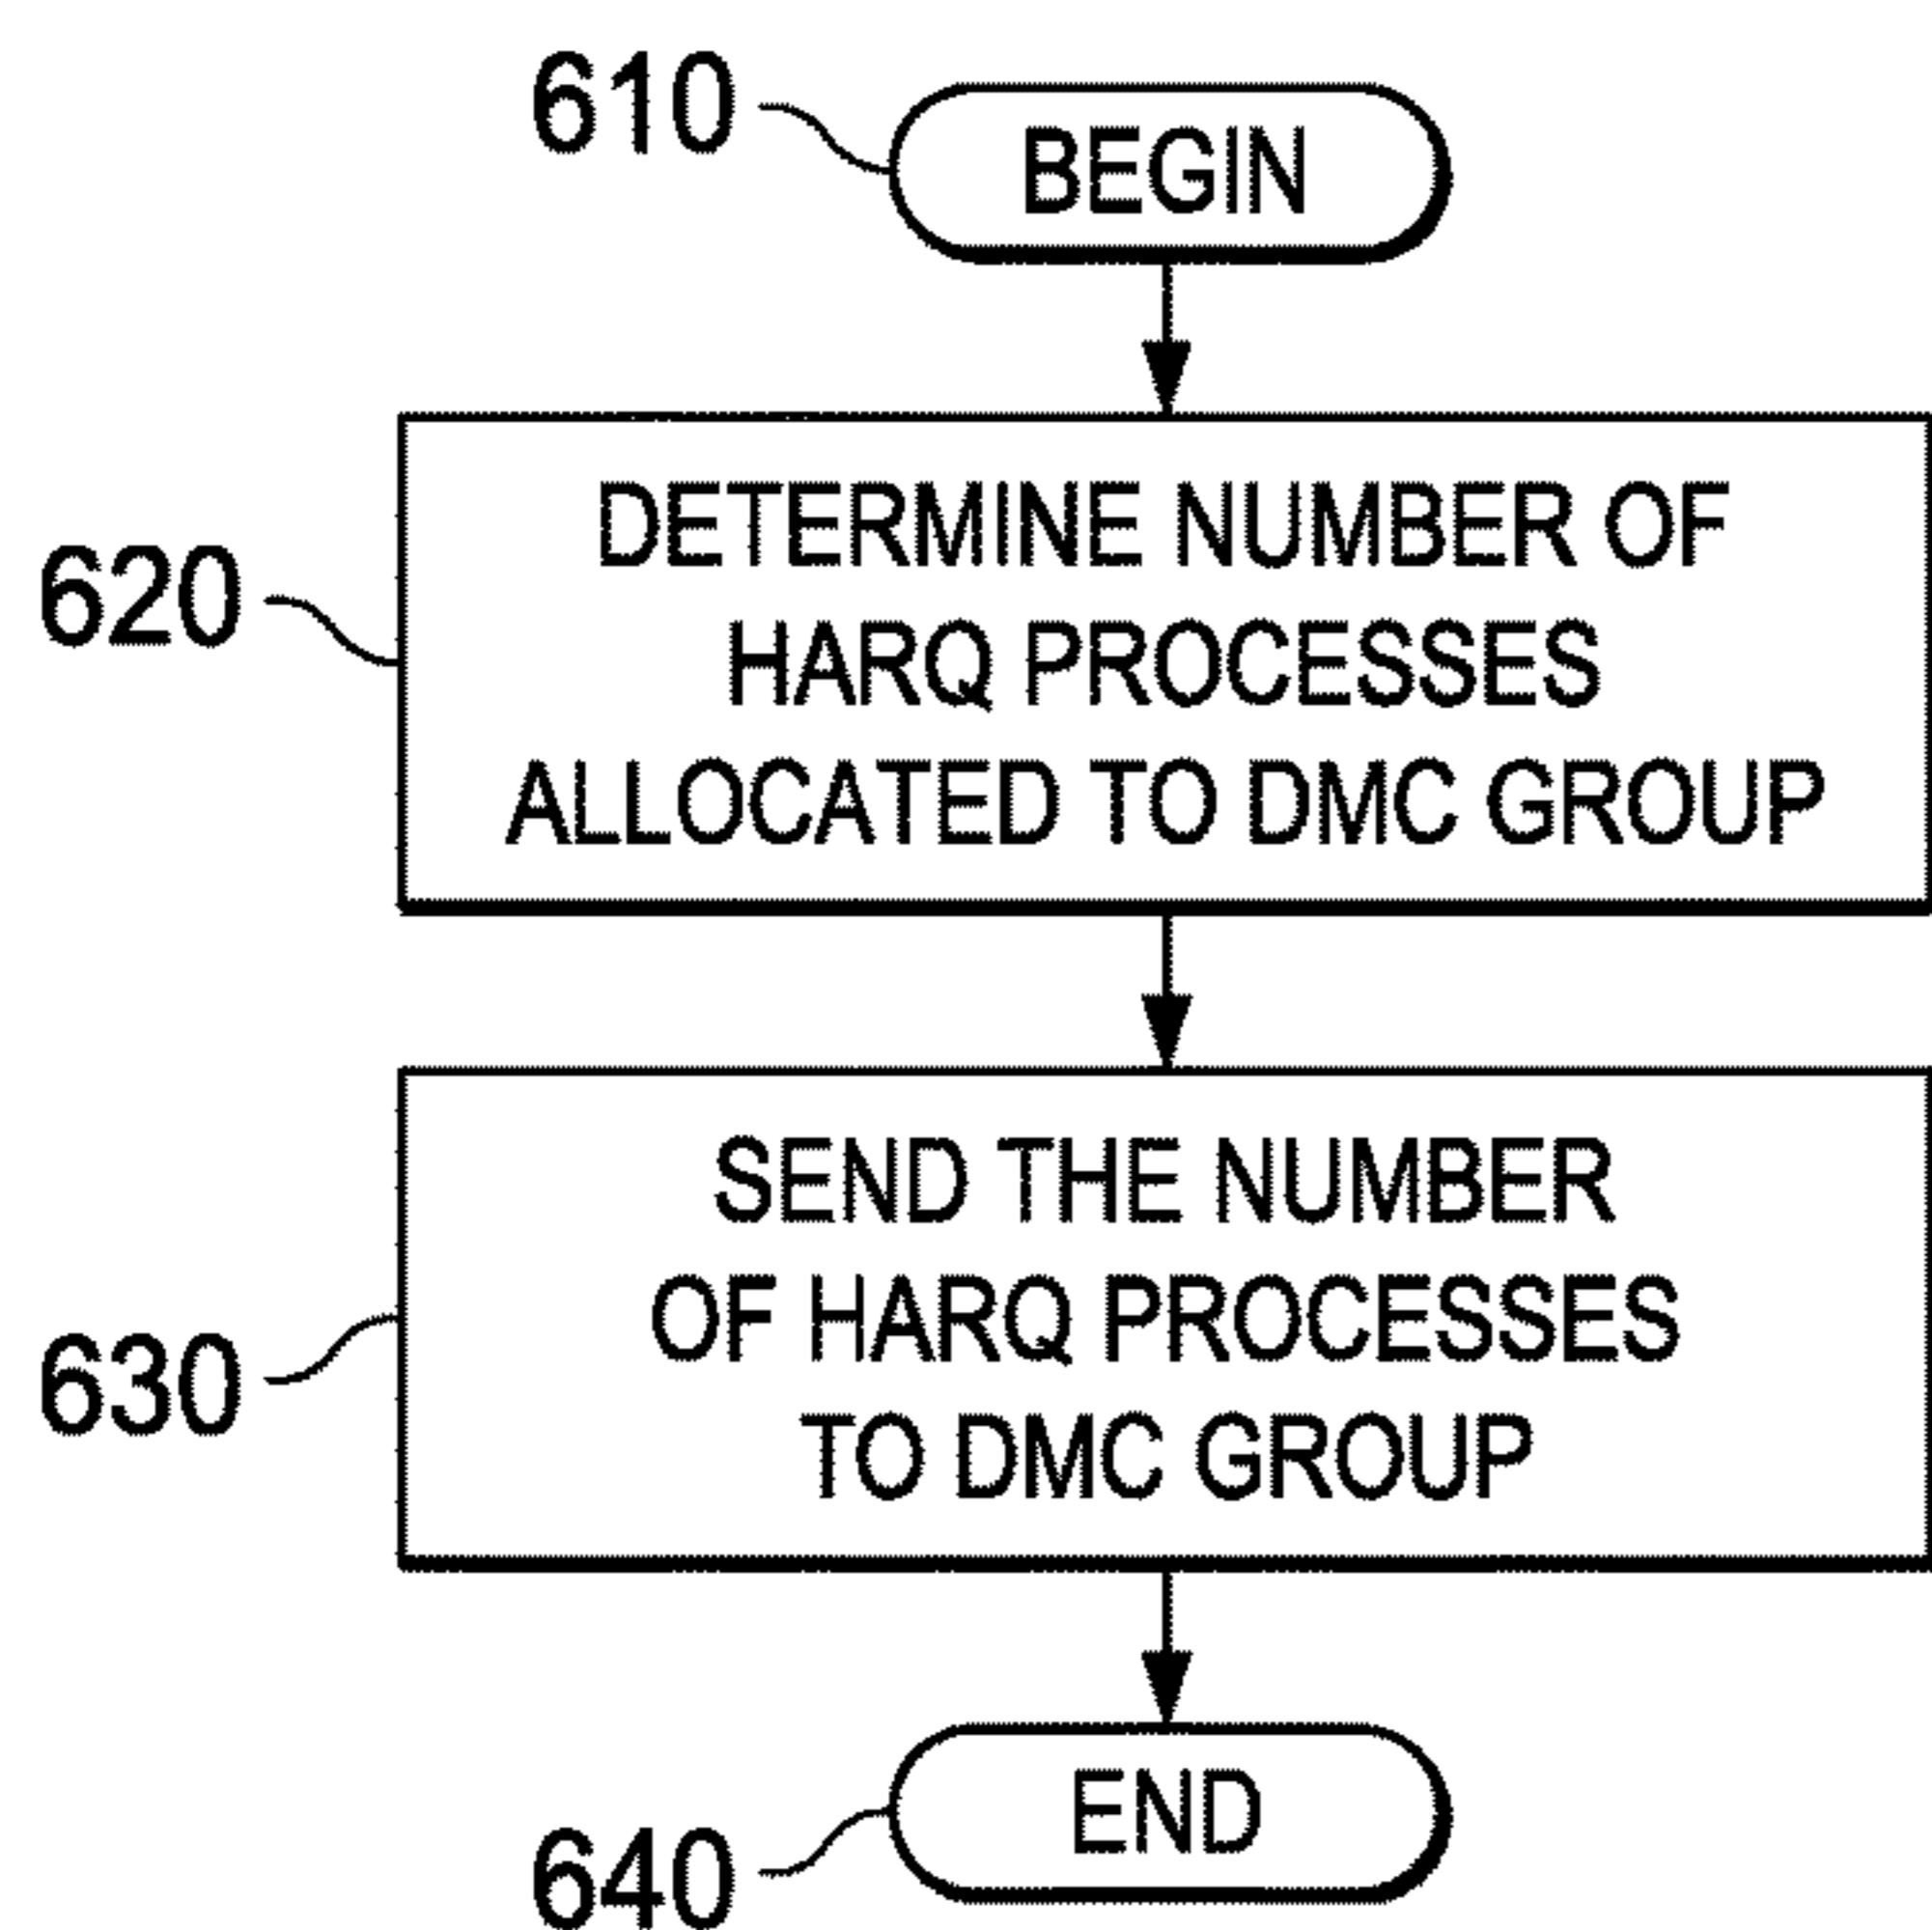 610
BEGIN
620
DETERMINE NUMBER OF
HARQ PROCESSES
ALLOCATED TO DMC GROUP
630
SEND THE NUMBER
OF HARQ PROCESSES
TO DMC GROUP
640
END